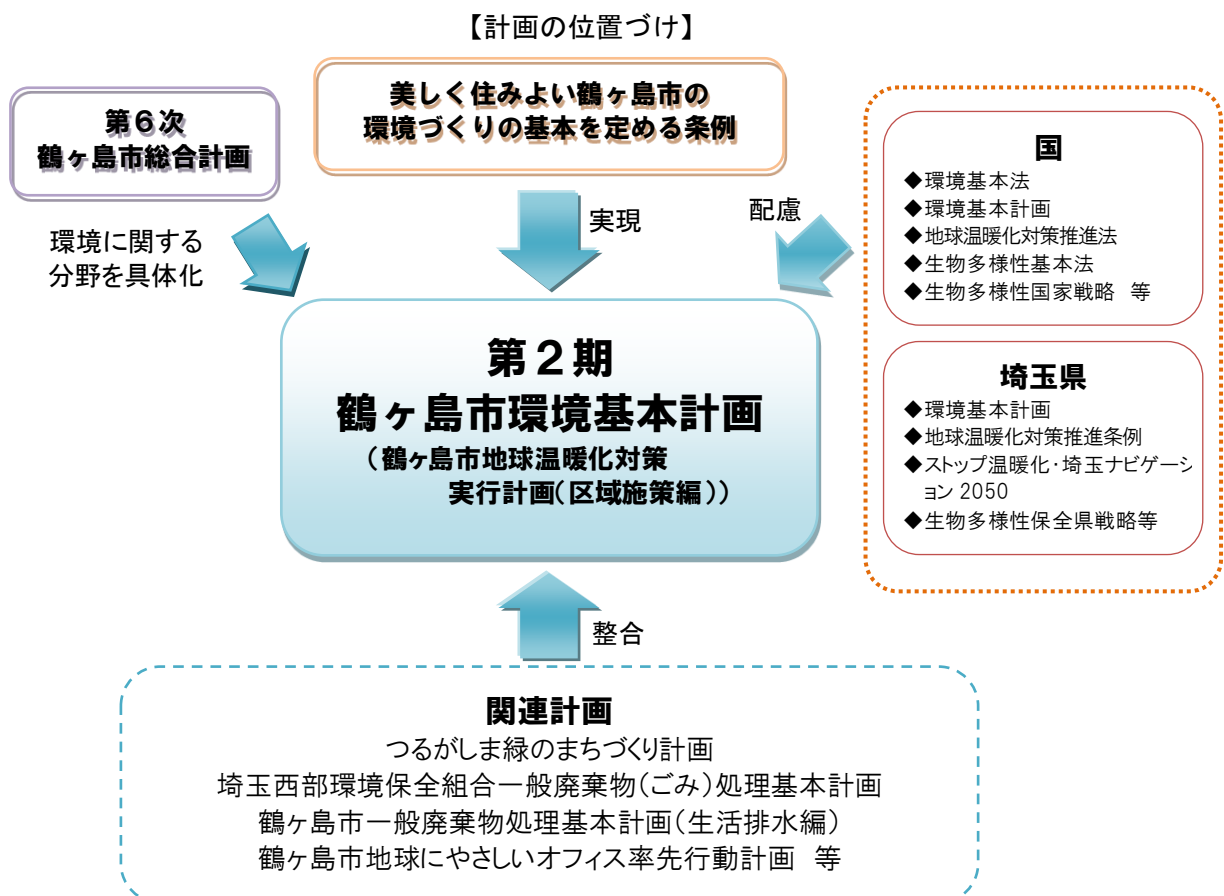 【計画の位置づけ】
第6次
鶴ヶ島市総合計画
美しく住みよい鶴ヶ島市の
環境づくりの基本を定める条例
環境に関する
分野を具体化
実現
配慮
国
◆環境基本法
◆環境基本計画
◆地球温暖化対策推進法
◆生物多様性基本法
◆生物多様性国家戦略 等
埼玉県
◆環境基本計画
◆地球温暖化対策推進条例
◆ストップ温暖化・埼玉ナビゲーシ
ョン 2050
◆生物多様性保全県戦略等
第2期
鶴ヶ島市環境基本計画
(鶴ヶ島市地球温暖化対策
実行計画(区域施策編))
整合
関連計画
つるがしま緑のまちづくり計画
埼玉西部環境保全組合一般廃棄物(ごみ)処理基本計画
鶴ヶ島市一般廃棄物処理基本計画(生活排水編)
鶴ヶ島市地球にやさしいオフィス率先行動計画 等